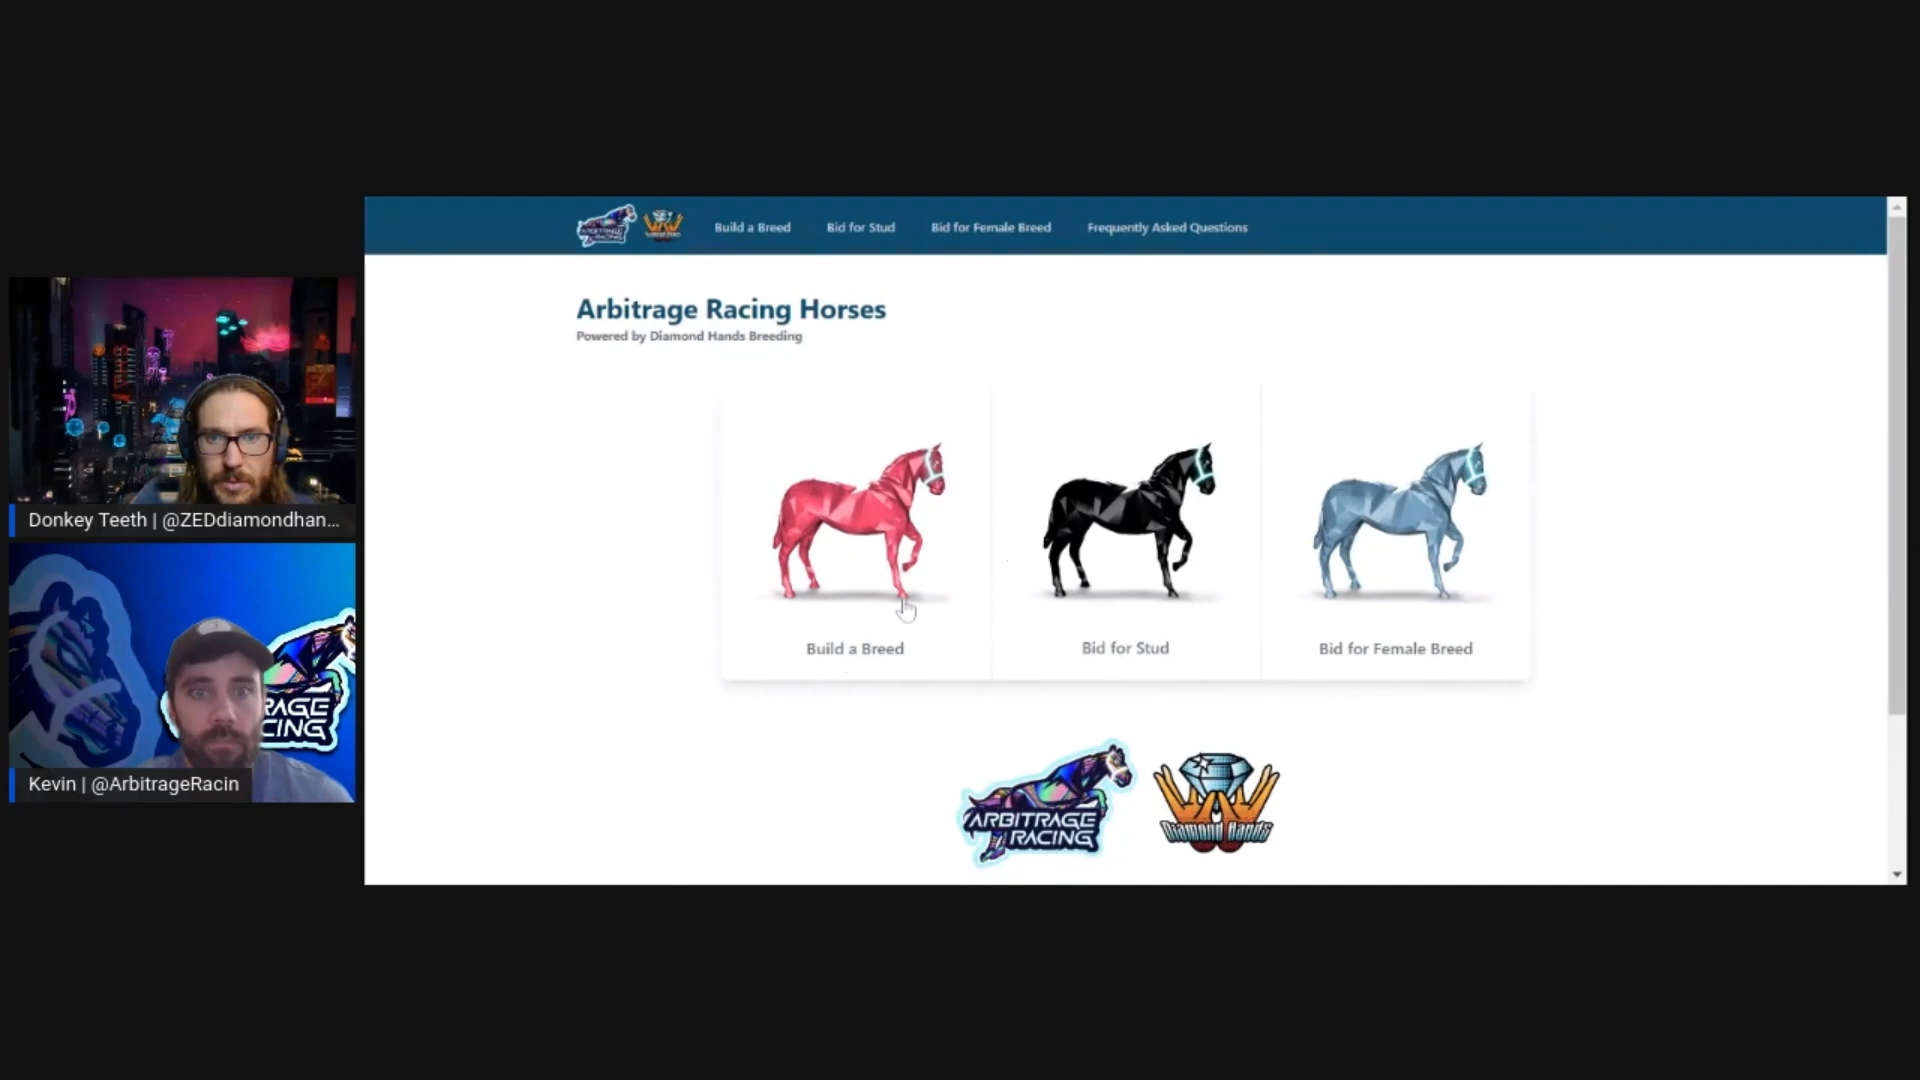 Build a Breed
Bid for Stud
Bid for Female Breed
Frequently Asked Questions
Arbitrage Racing Horses
Powered by Diamond Hands Breeding
Build a Breed
Bid for Stud
Bid for Female Breed
ARBITRAGE
RACING
Diamond Hands
Donkey Teeth | @ZEDdiamondhan...
RAGE
CING
Kevin | @ArbitrageRacin